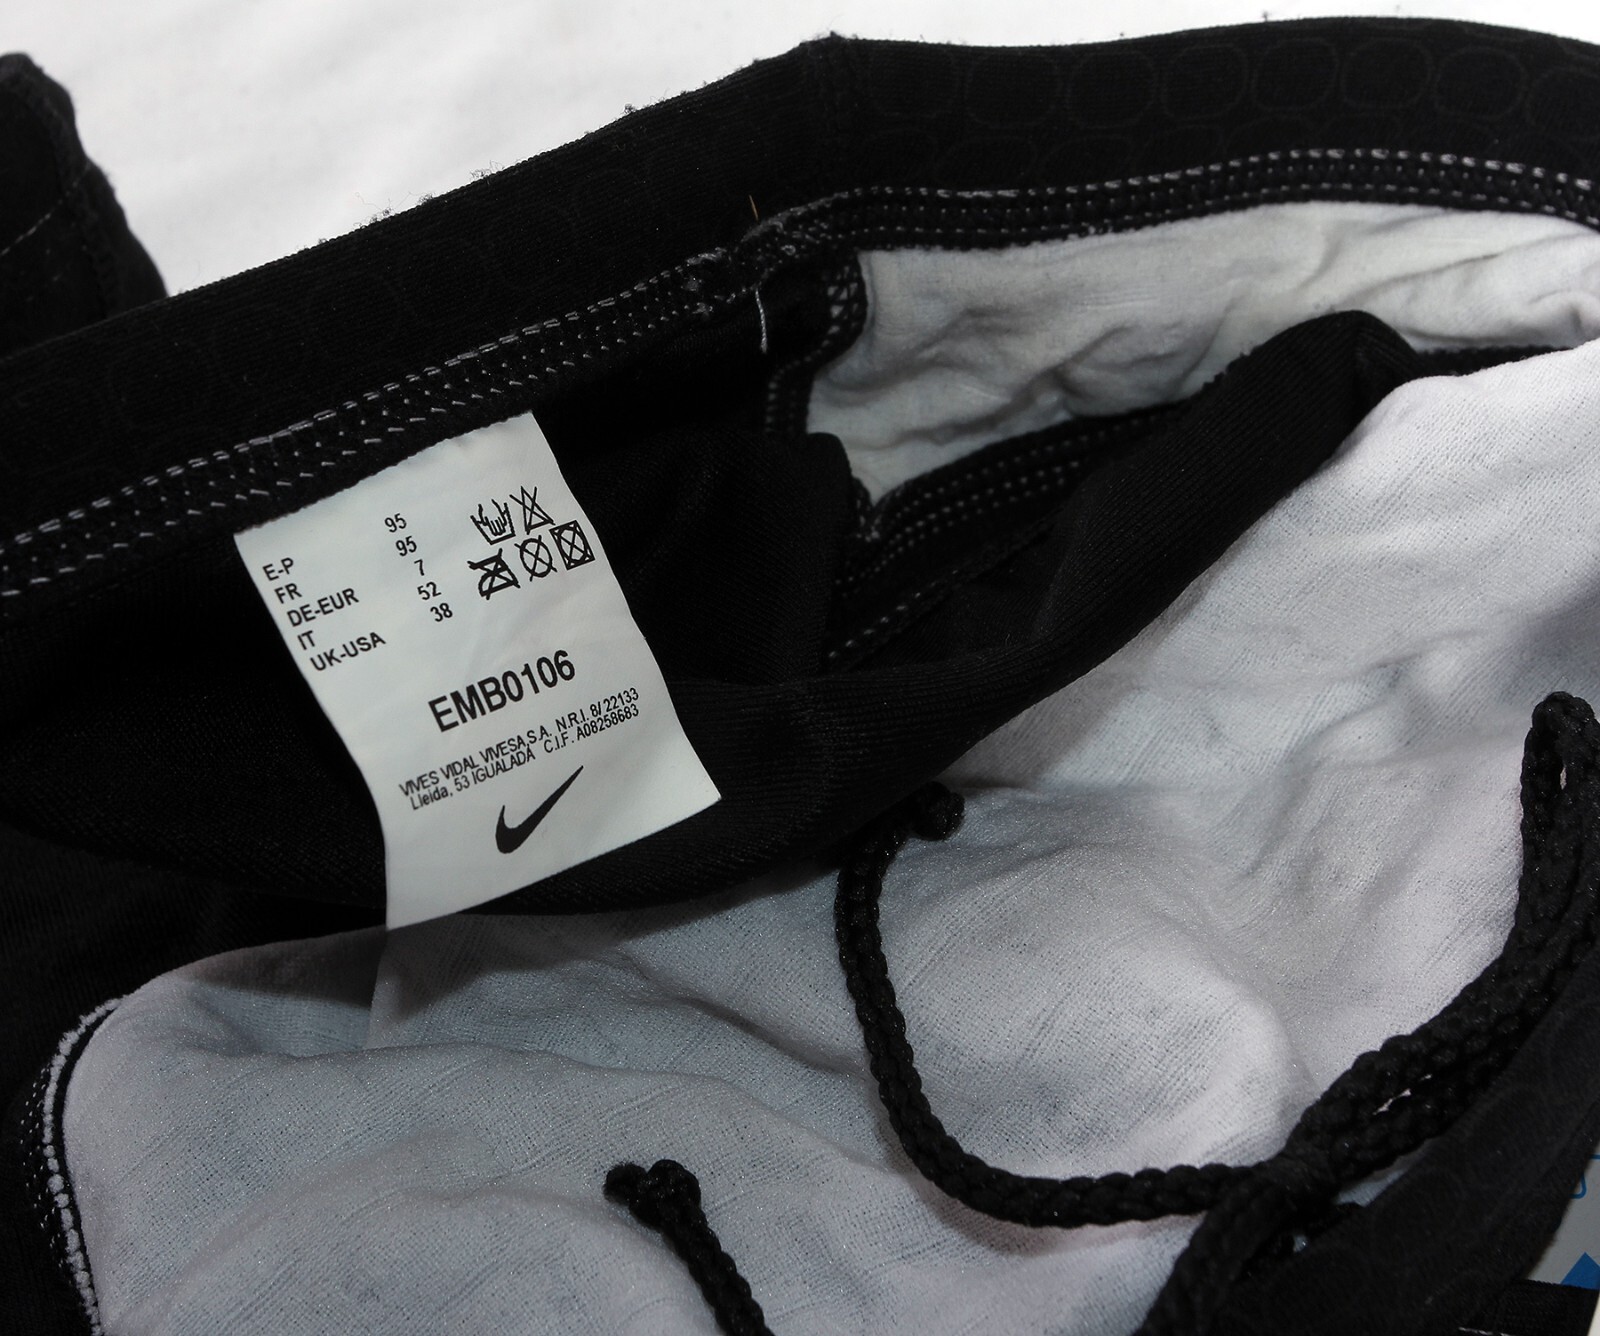 E-P 95
FR 95
DE-EUR 7
IT 52
UK-USA 38
EMB0106
VIVES VIDAL VIVESA,S.A. N.R.I. 8/22133
Lleida, 53 IGUALADA C.I.F. A08258683